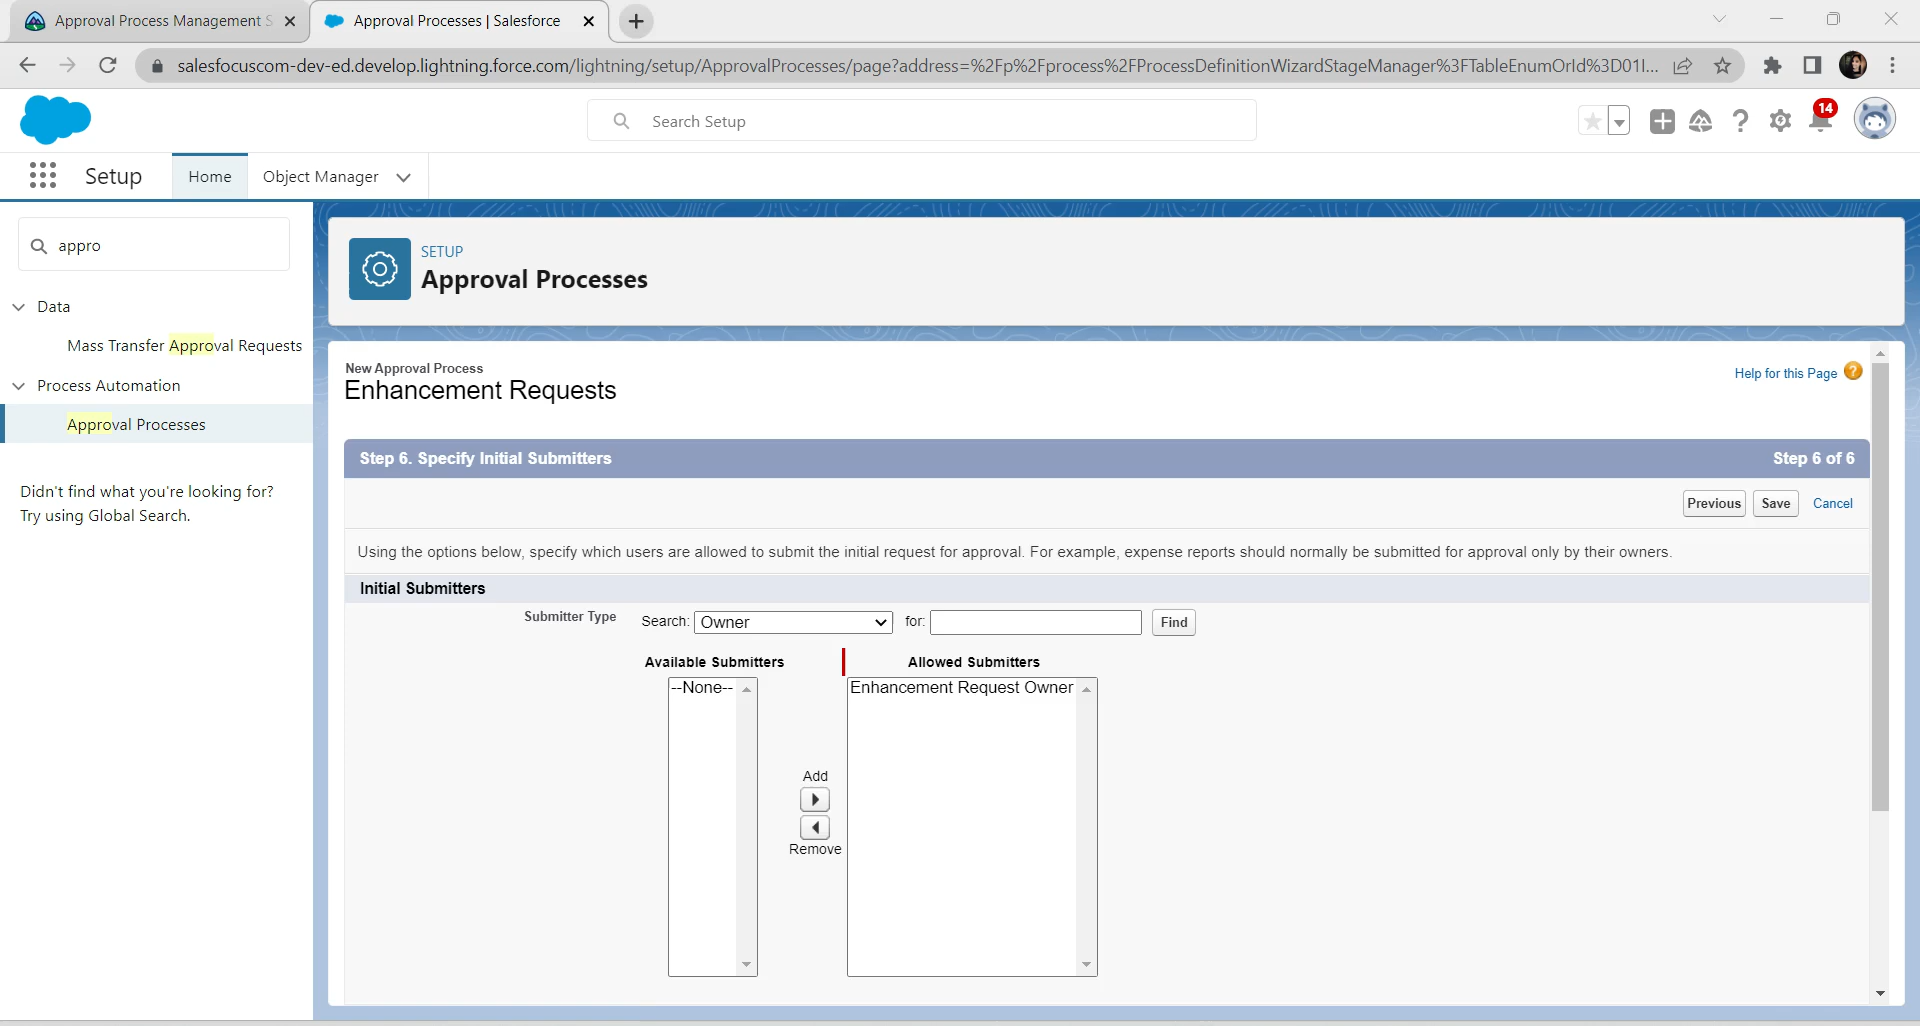 Approval Process Management S
Approval Processes | Salesforce
salesfocuscom-dev-ed.develop.lightning.force.com/lightning/setup/ApprovalProcesses/page?address=%2Fp%2Fprocess%2FProcessDefinitionWizardStageManager%3FTableEnumOrId%3D01I...
Search Setup
14
Setup
Home
Object Manager
appro
Data
Mass Transfer Approval Requests
Process Automation
Approval Processes
Didn't find what you're looking for?
Try using Global Search.
SETUP
Approval Processes
New Approval Process
Enhancement Requests
Help for this Page ?
Step 6. Specify Initial Submitters
Step 6 of 6
Previous Save Cancel
Using the options below, specify which users are allowed to submit the initial request for approval. For example, expense reports should normally be submitted for approval only by their owners.
Initial Submitters
Submitter Type Search: Owner for: Find
Available Submitters
Allowed Submitters
--None--
Enhancement Request Owner
Add
Remove